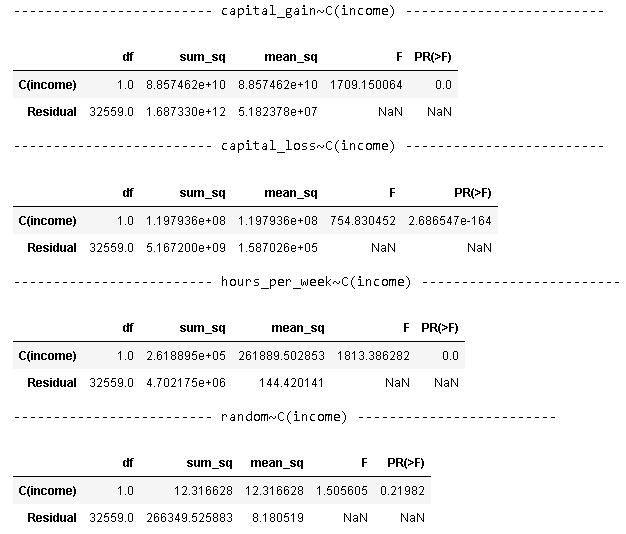 ------------------------- capital_gain~C(income) -------------------------
df sum_sq mean_sq F PR(>F)
C(income) 1.0 8.857462e+10 8.857462e+10 1709.150064 0.0
Residual 32559.0 1.687330e+12 5.182378e+07 NaN NaN
------------------------- capital_loss~C(income) -------------------------
df sum_sq mean_sq F PR(>F)
C(income) 1.0 1.197936e+08 1.197936e+08 754.830452 2.686547e-164
Residual 32559.0 5.167200e+09 1.587026e+05 NaN NaN
------------------------- hours_per_week~C(income) -------------------------
df sum_sq mean_sq F PR(>F)
C(income) 1.0 2.618895e+05 261889.502853 1813.386282 0.0
Residual 32559.0 4.702175e+06 144.420141 NaN NaN
------------------------- random~C(income) -------------------------
df sum_sq mean_sq F PR(>F)
C(income) 1.0 12.316628 12.316628 1.505605 0.21982
Residual 32559.0 266349.525883 8.180519 NaN NaN